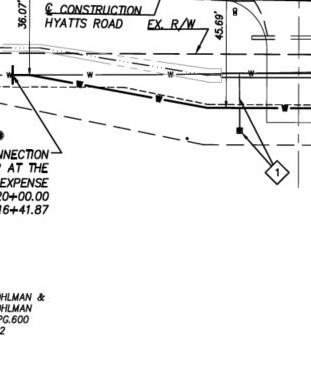 36.07'
℄ CONSTRUCTION
HYATTS ROAD
EX. R/W
45.69'
W
W
W
W
W
W
W
NNECTION
AT THE
EXPENSE
20+00.00
16+41.87
1
HLMAN &
HLMAN
PG.600
2